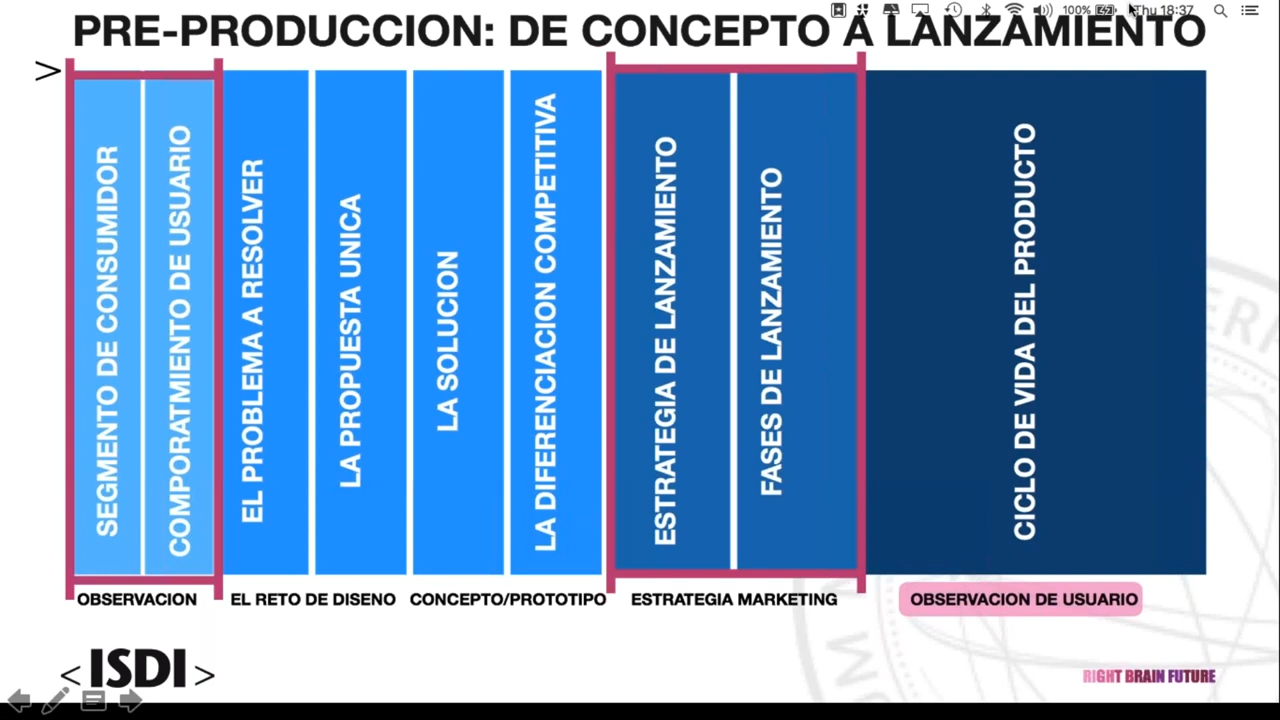 100% Thu 18:37
PRE-PRODUCCION: DE CONCEPTO A LANZAMIENTO
>
SEGMENTO DE CONSUMIDOR
COMPORATMIENTO DE USUARIO
EL PROBLEMA A RESOLVER
LA PROPUESTA UNICA
LA SOLUCION
LA DIFERENCIACION COMPETITIVA
ESTRATEGIA DE LANZAMIENTO
FASES DE LANZAMIENTO
CICLO DE VIDA DEL PRODUCTO
OBSERVACION
EL RETO DE DISENO
CONCEPTO/PROTOTIPO
ESTRATEGIA MARKETING
OBSERVACION DE USUARIO
<ISDI>
RIGHT BRAIN FUTURE